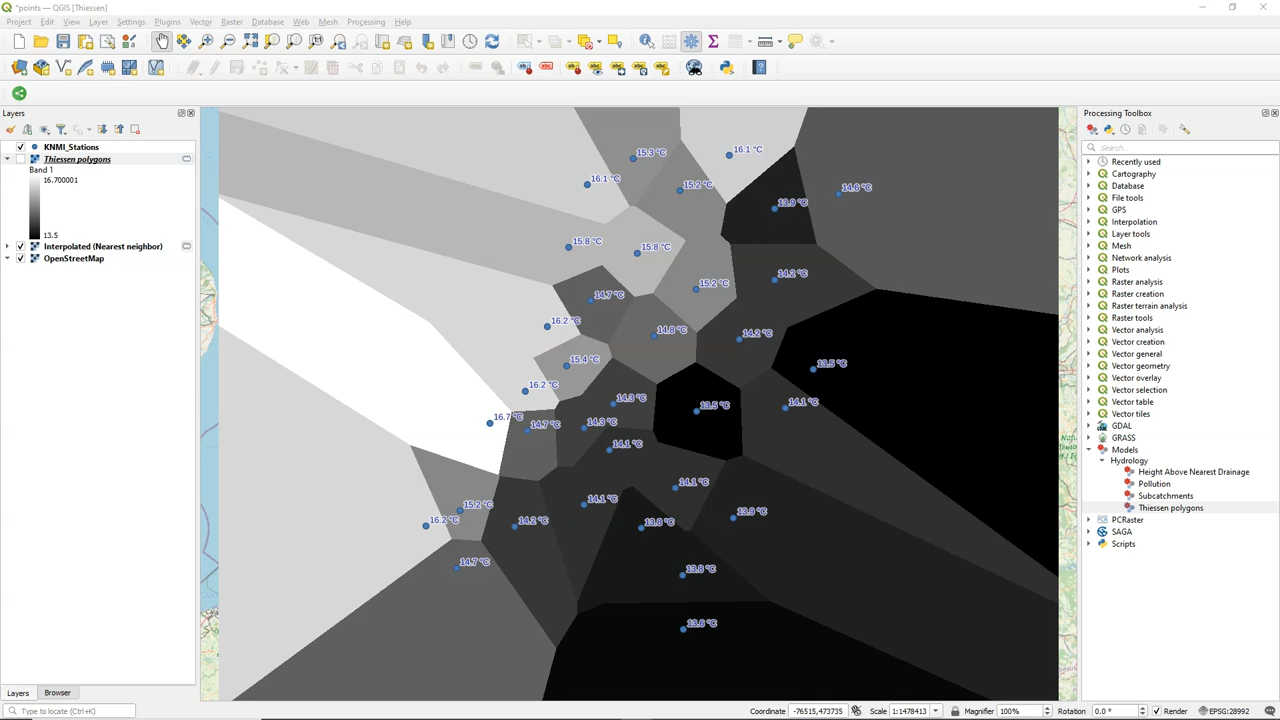 *points — QGIS [Thiessen]
Project Edit View Layer Settings Plugins Vector Raster Database Web Mesh Processing Help
Layers
KNMI_Stations
Thiessen polygons
Band 1
16.700001
13.5
Interpolated (Nearest neighbor)
OpenStreetMap
15.3 °C
16.1 °C
16.1 °C
15.2 °C
14.6 °C
13.9 °C
15.8 °C
15.8 °C
14.2 °C
15.2 °C
14.7 °C
16.2 °C
14.8 °C
14.2 °C
15.4 °C
13.5 °C
16.2 °C
14.3 °C
13.5 °C
14.1 °C
16.7 °C
14.7 °C
14.3 °C
14.1 °C
14.1 °C
15.2 °C
14.1 °C
16.2 °C
14.2 °C
13.8 °C
13.9 °C
14.7 °C
13.8 °C
13.6 °C
Processing Toolbox
Search...
Recently used
Cartography
Database
File tools
GPS
Interpolation
Layer tools
Mesh
Network analysis
Plots
Raster analysis
Raster creation
Raster terrain analysis
Raster tools
Vector analysis
Vector creation
Vector general
Vector geometry
Vector overlay
Vector selection
Vector table
Vector tiles
GDAL
GRASS
Models
Hydrology
Height Above Nearest Drainage
Pollution
Subcatchments
Thiessen polygons
PCRaster
SAGA
Scripts
Layers Browser
Type to locate (Ctrl+K)
Coordinate -76515,473735 Scale 1:1478413 Magnifier 100% Rotation 0.0 ° Render EPSG:28992